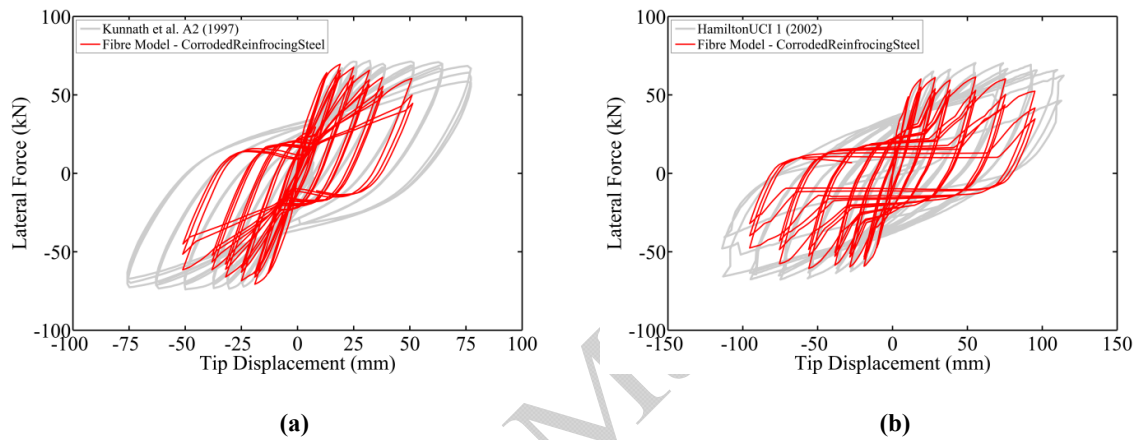 Kunnath et al. A2 (1997)
Fibre Model - CorrodedReinfrocingSteel
100
50
0
-50
-100
-100
-75
-50
-25
0
25
50
75
100
Lateral Force (kN)
Tip Displacement (mm)
(a)
HamiltonUCI 1 (2002)
Fibre Model - CorrodedReinfrocingSteel
100
50
0
-50
-100
-150
-100
-50
0
50
100
150
Lateral Force (kN)
Tip Displacement (mm)
(b)